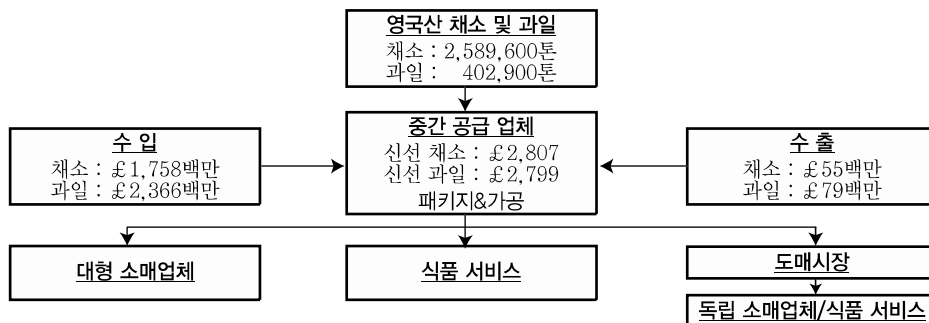 영국산 채소 및 과일
채소 : 2,589,600톤
과일 : 402,900톤
중간 공급 업체
신선 채소 : £2,807
신선 과일 : £2,799
패키지&가공
수 입
채소 : £1,758백만
과일 : £2,366백만
수 출
채소 : £55백만
과일 : £79백만
대형 소매업체
식품 서비스
도매시장
독립 소매업체/식품 서비스